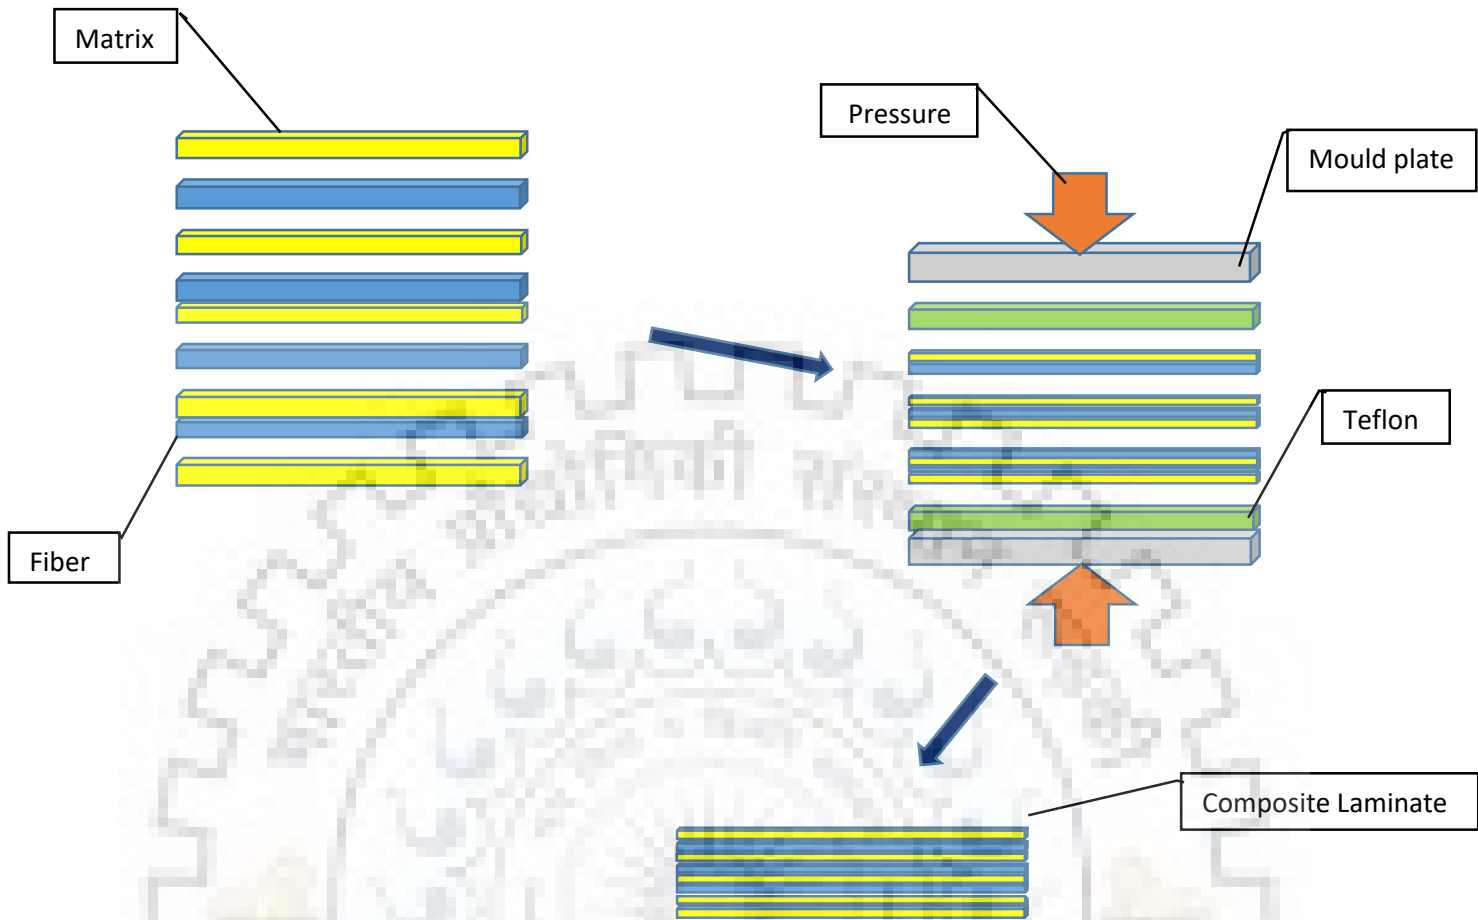 Matrix
Pressure
Mould plate
Teflon
Fiber
Composite Laminate